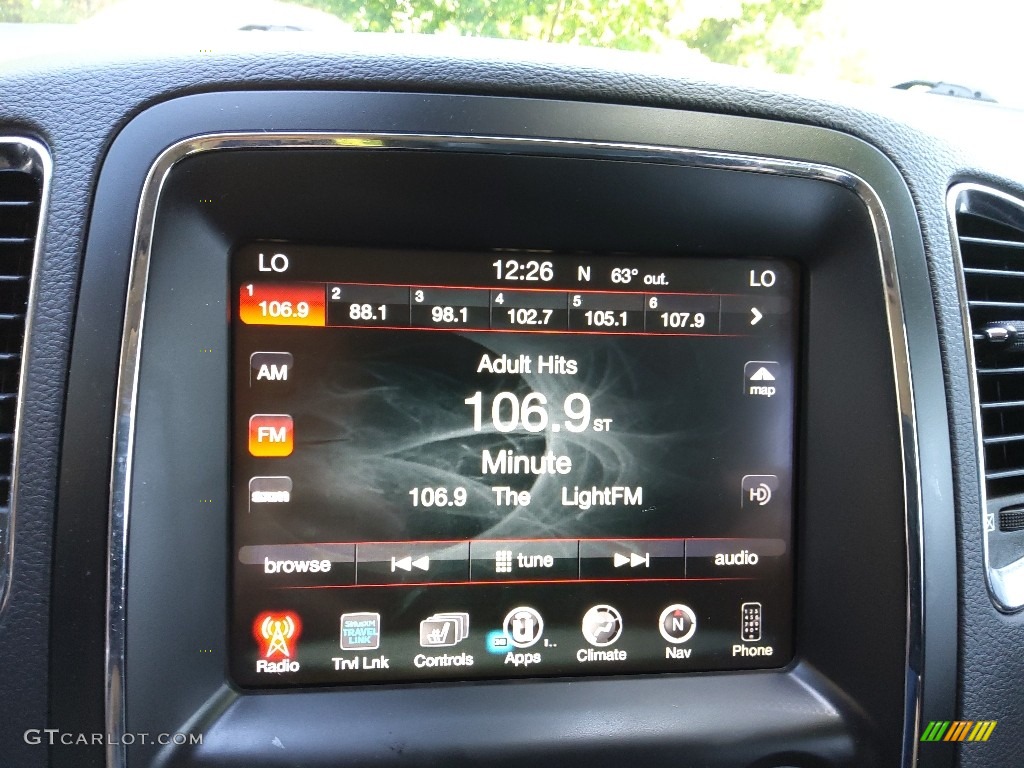 LO 12:26 N 63° out. LO
1 106.9 2 88.1 3 98.1 4 102.7 5 105.1 6 107.9
Adult Hits
AM
map
106.9 ST
FM
Minute
106.9 The LightFM
HD
browse tune audio
SIRIUSXM TRAVEL LINK
Radio Trvl Lnk Controls Apps Climate Nav Phone
GTCARLOT.COM